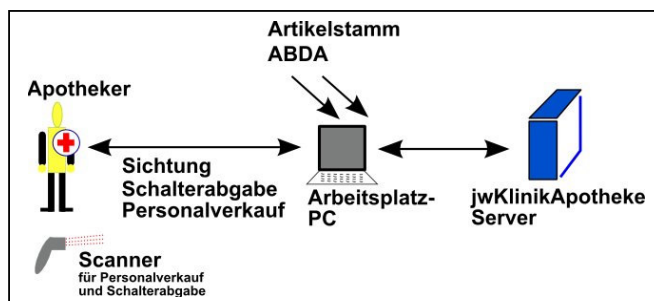 Artikelstamm
ABDA
Apotheker
Sichtung
Schalterabgabe
Personalverkauf
Arbeitsplatz-
PC
jwKlinikApotheke
Server
Scanner
für Personalverkauf
und Schalterabgabe